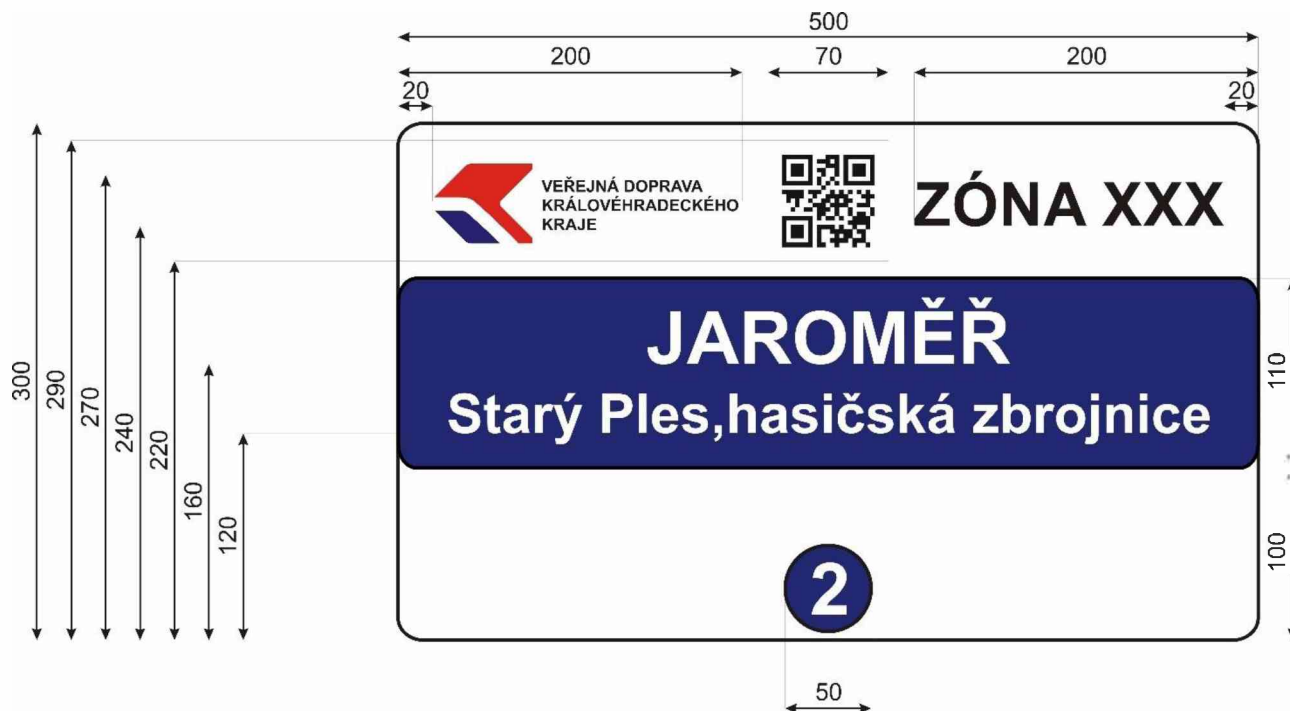 500
200
70
200
20
20
VEŘEJNÁ DOPRAVA
KRÁLOVÉHRADECKÉHO
KRAJE
ZÓNA XXX
JAROMĚŘ
Starý Ples,hasičská zbrojnice
2
300
290
270
240
220
160
120
110
100
50